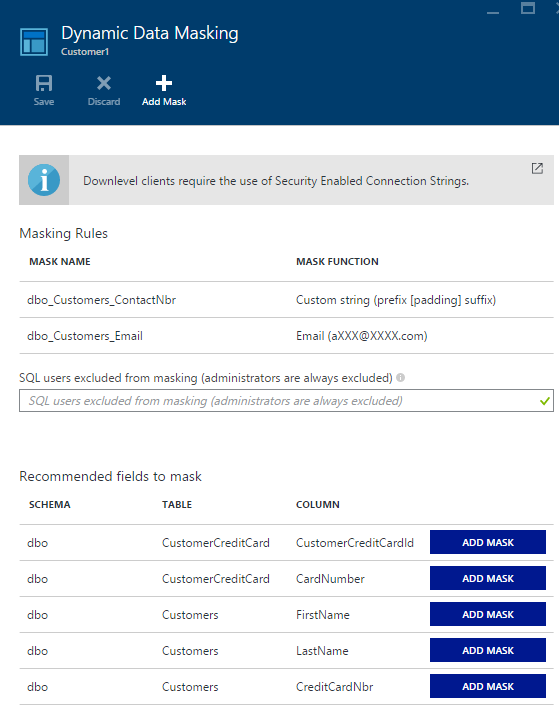 Dynamic Data Masking
Customer1
Save Discard Add Mask
Downlevel clients require the use of Security Enabled Connection Strings.
Masking Rules
MASK NAME MASK FUNCTION
dbo_Customers_ContactNbr Custom string (prefix [padding] suffix)
dbo_Customers_Email Email (aXXX@XXXX.com)
SQL users excluded from masking (administrators are always excluded)
SQL users excluded from masking (administrators are always excluded)
Recommended fields to mask
SCHEMA TABLE COLUMN
dbo CustomerCreditCard CustomerCreditCardId ADD MASK
dbo CustomerCreditCard CardNumber ADD MASK
dbo Customers FirstName ADD MASK
dbo Customers LastName ADD MASK
dbo Customers CreditCardNbr ADD MASK